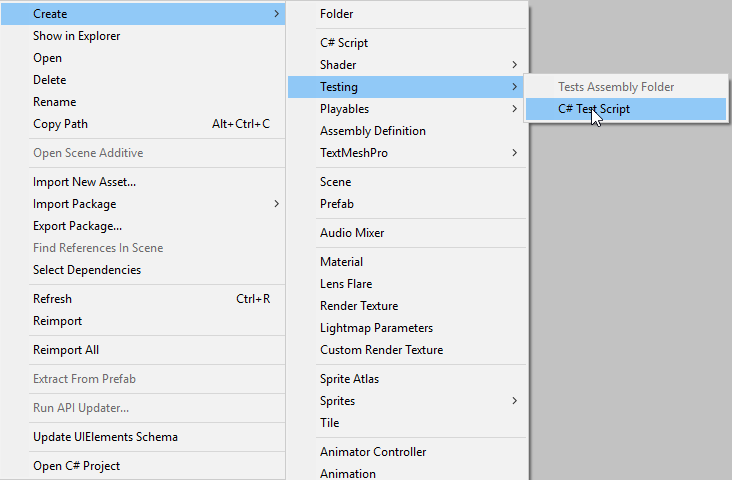 Create
Show in Explorer
Open
Delete
Rename
Copy Path Alt+Ctrl+C
Open Scene Additive
Import New Asset...
Import Package
Export Package...
Find References In Scene
Select Dependencies
Refresh Ctrl+R
Reimport
Reimport All
Extract From Prefab
Run API Updater...
Update UIElements Schema
Open C# Project
Folder
C# Script
Shader
Testing
Playables
Assembly Definition
TextMeshPro
Scene
Prefab
Audio Mixer
Material
Lens Flare
Render Texture
Lightmap Parameters
Custom Render Texture
Sprite Atlas
Sprites
Tile
Animator Controller
Animation
Tests Assembly Folder
C# Test Script